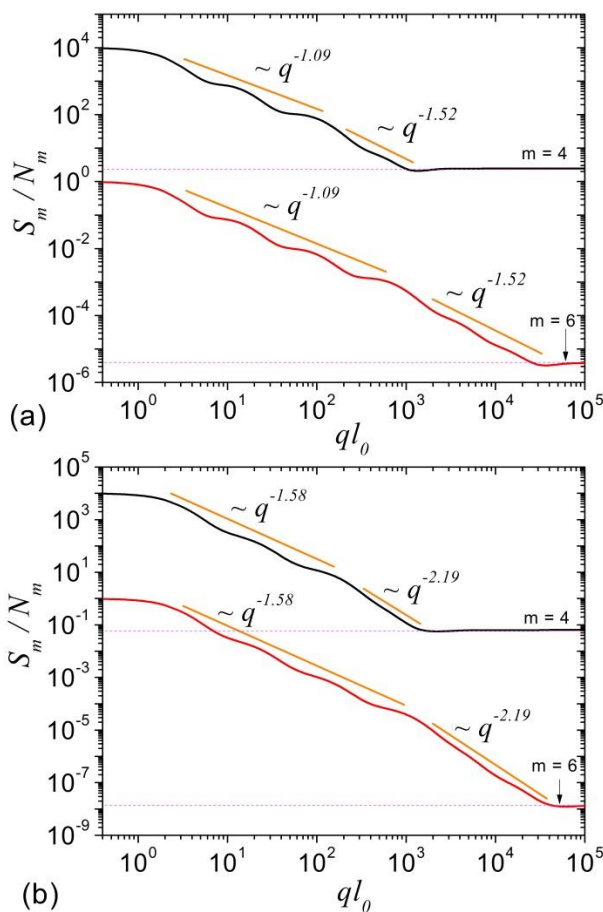 10^4
~ q^-1.09
10^2
~ q^-1.52
m = 4
10^0
S_m / N_m
~ q^-1.09
10^-2
~ q^-1.52
10^-4
m = 6
10^-6
10^0 10^1 10^2 10^3 10^4 10^5
(a)
ql_0
10^5
~ q^-1.58
10^3
~ q^-2.19
10^1
m = 4
S_m / N_m
10^-1
~ q^-1.58
10^-3
~ q^-2.19
10^-5
m = 6
10^-7
10^-9
10^0 10^1 10^2 10^3 10^4 10^5
(b)
ql_0